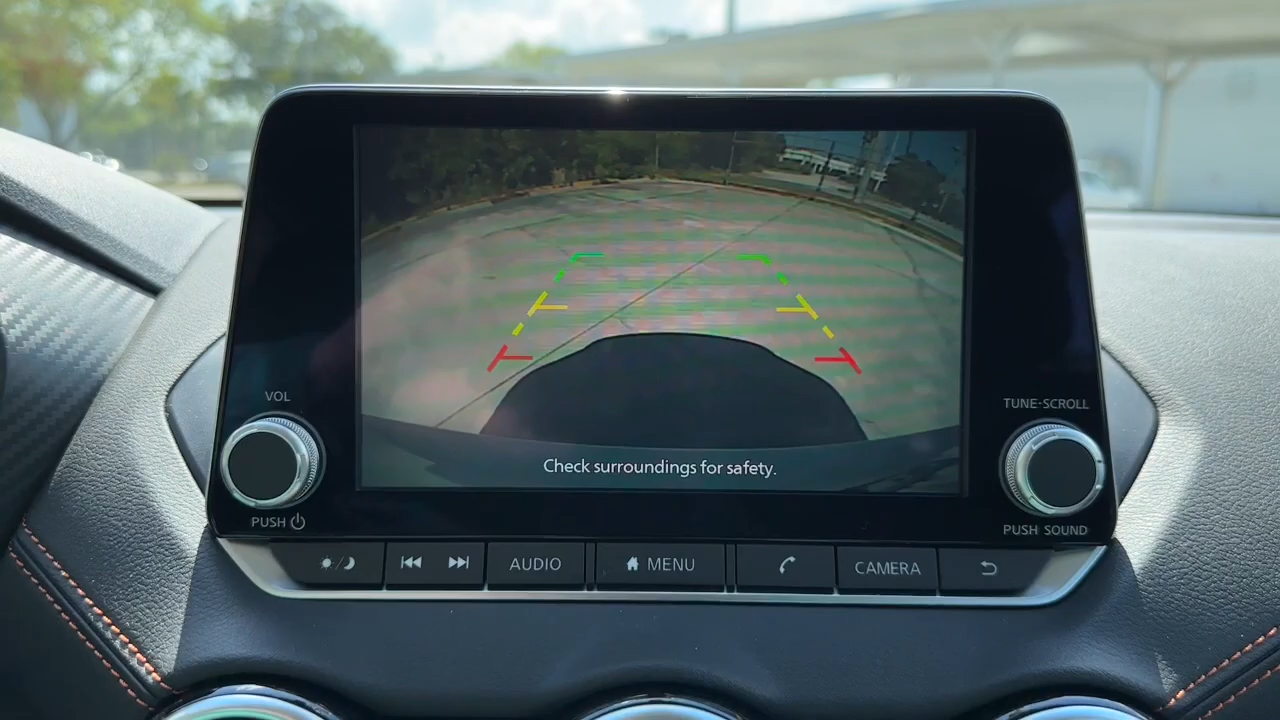 Check surroundings for safety.
VOL
PUSH
TUNE·SCROLL
PUSH SOUND
AUDIO
MENU
CAMERA